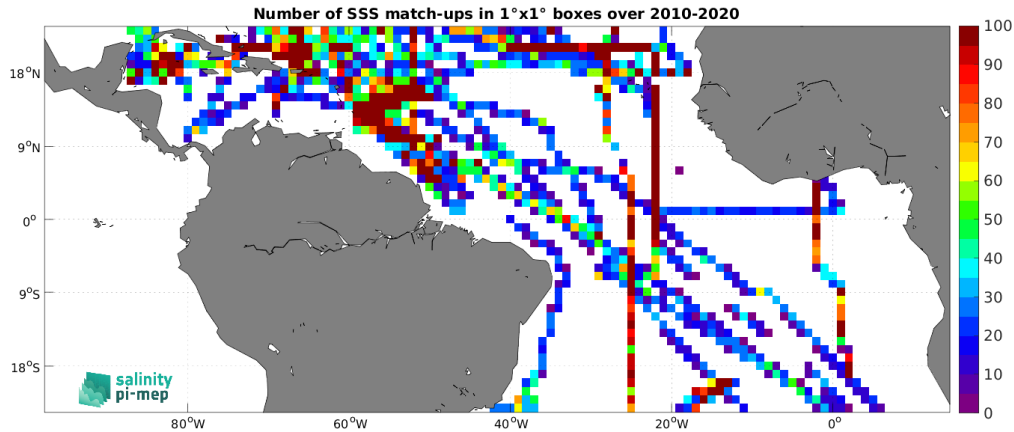 Number of SSS match-ups in 1°x1° boxes over 2010-2020
18°N
9°N
0°
9°S
18°S
80°W
60°W
40°W
20°W
0°
100
90
80
70
60
50
40
30
20
10
0
salinity
pi-mep